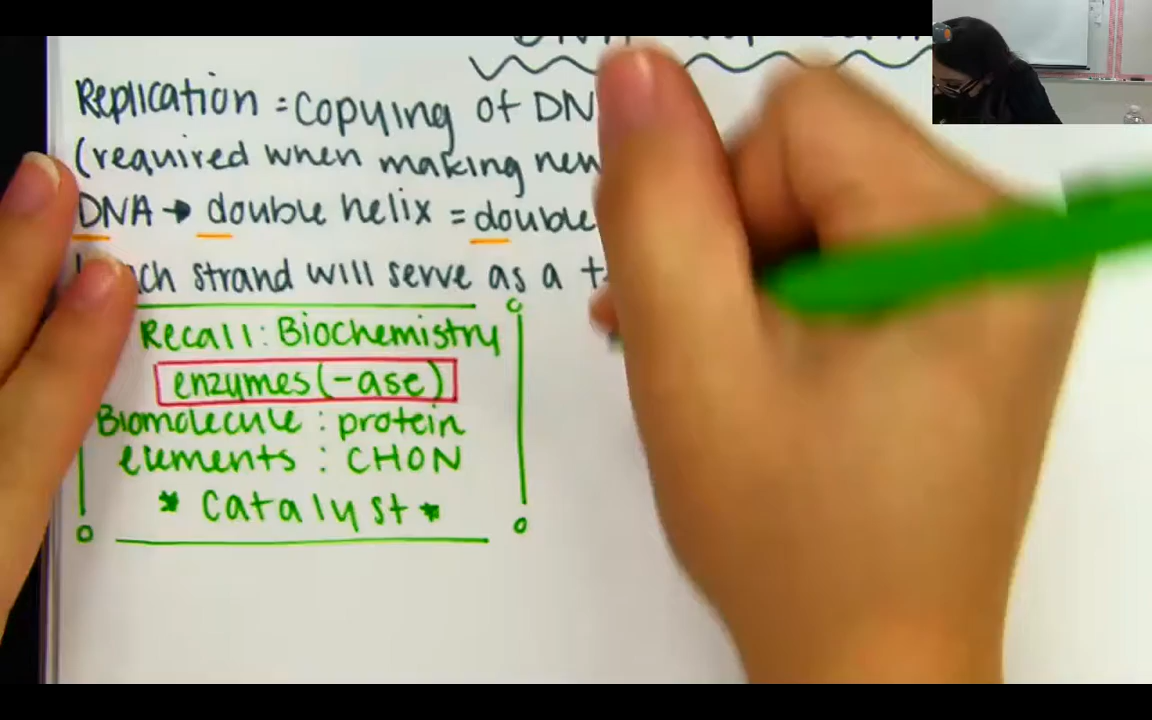 Replication = Copying of DN
(required when making new
DNA → double helix = double
ch strand will serve as a t
Recall: Biochemistry
enzymes (-ase)
Biomolecule : protein
elements : CHON
* Catalyst *